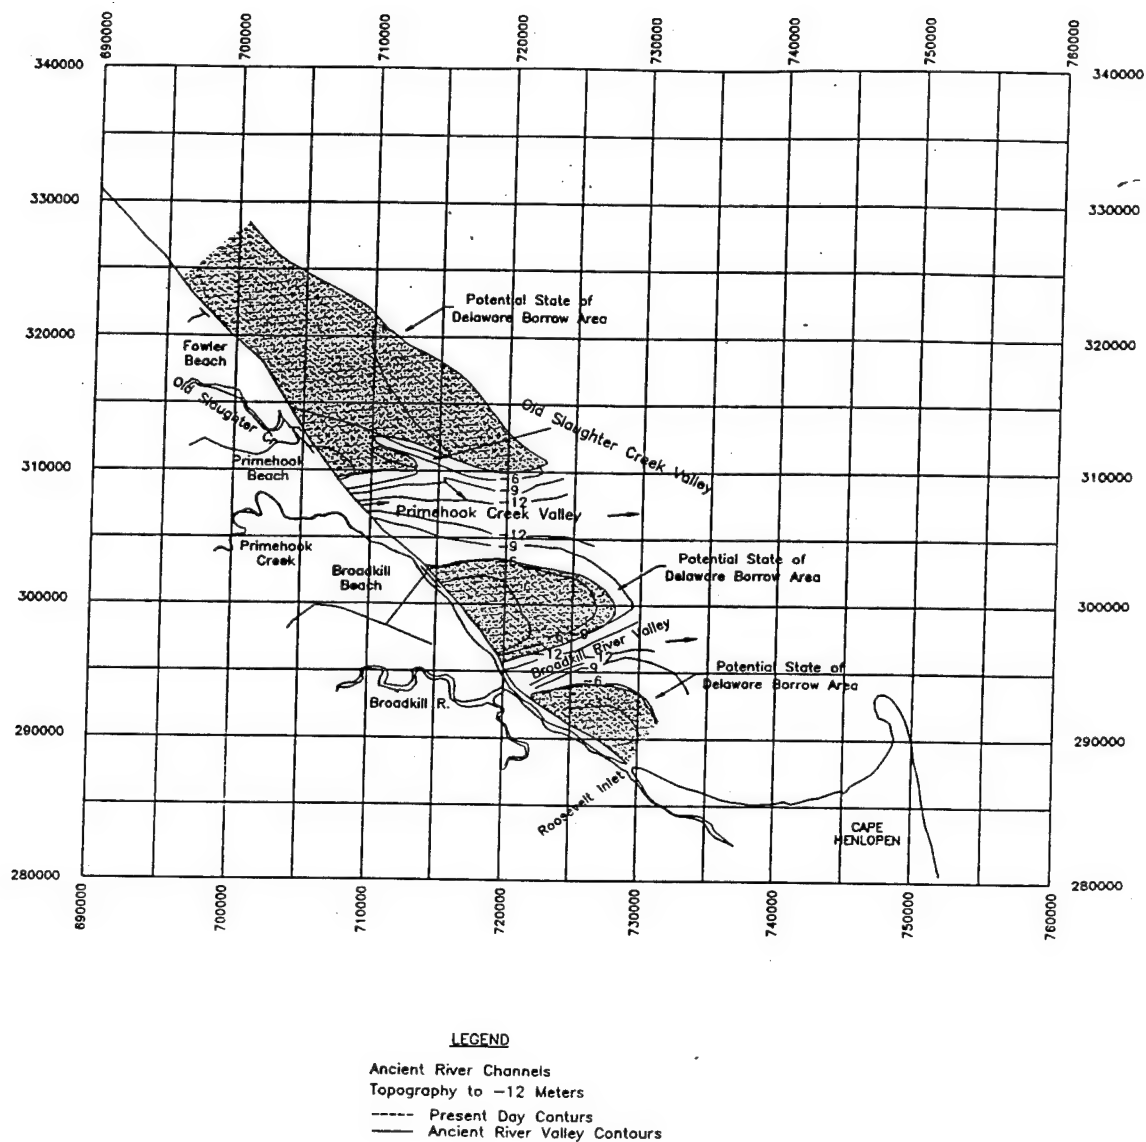 690000
700000
710000
720000
730000
740000
750000
760000
340000
340000
330000
330000
Potential State of
Delaware Borrow Area
320000
320000
Fowler
Beach
Old Slaughter Cr.
Old Slaughter Creek Valley
Primehook
Beach
310000
310000
-6
-9
-12
Primehook Creek Valley
-12
-9
-6
Primehook
Creek
Broadkill
Beach
Potential State of
Delaware Borrow Area
300000
300000
-6
-9
-12
Broadkill River Valley
-12
-9
-6
Potential State of
Delaware Borrow Area
Broadkill R.
290000
290000
Roosevelt Inlet
CAPE
HENLOPEN
280000
280000
690000
700000
710000
720000
730000
740000
750000
760000
LEGEND
Ancient River Channels
Topography to -12 Meters
Present Day Conturs
Ancient River Valley Contours